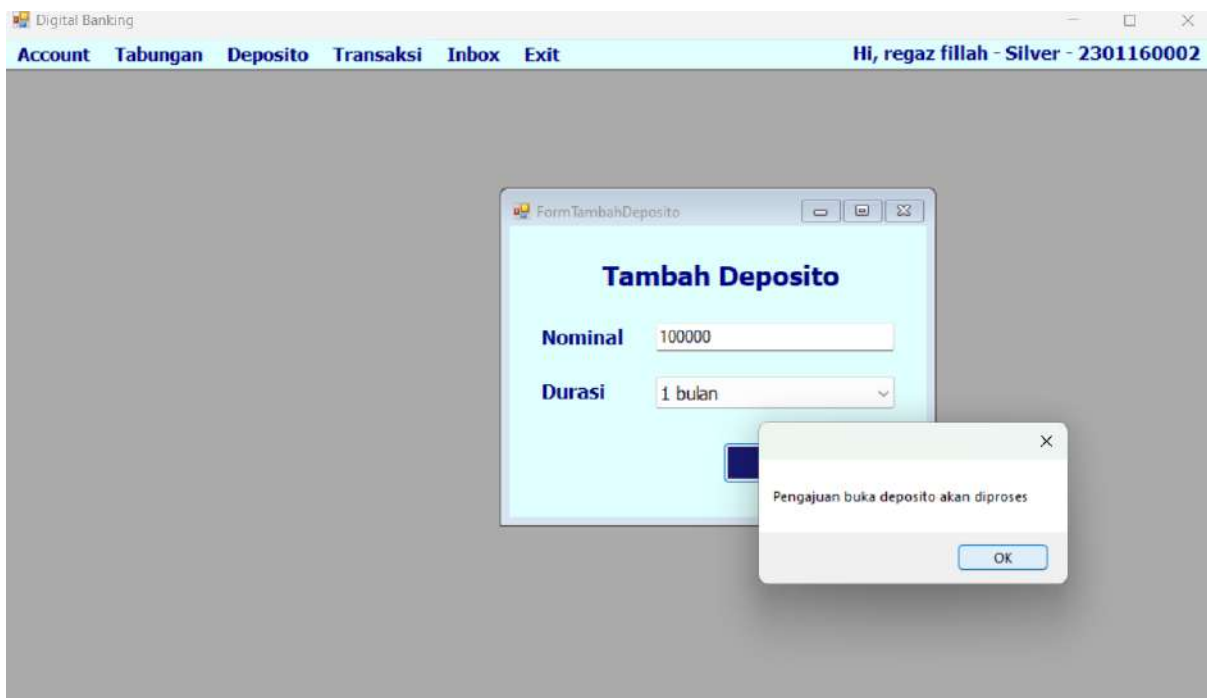 Digital Banking
Account Tabungan Deposito Transaksi Inbox Exit Hi, regaz fillah - Silver - 2301160002
FormTambahDeposito
Tambah Deposito
Nominal 100000
Durasi 1 bulan
Pengajuan buka deposito akan diproses
OK